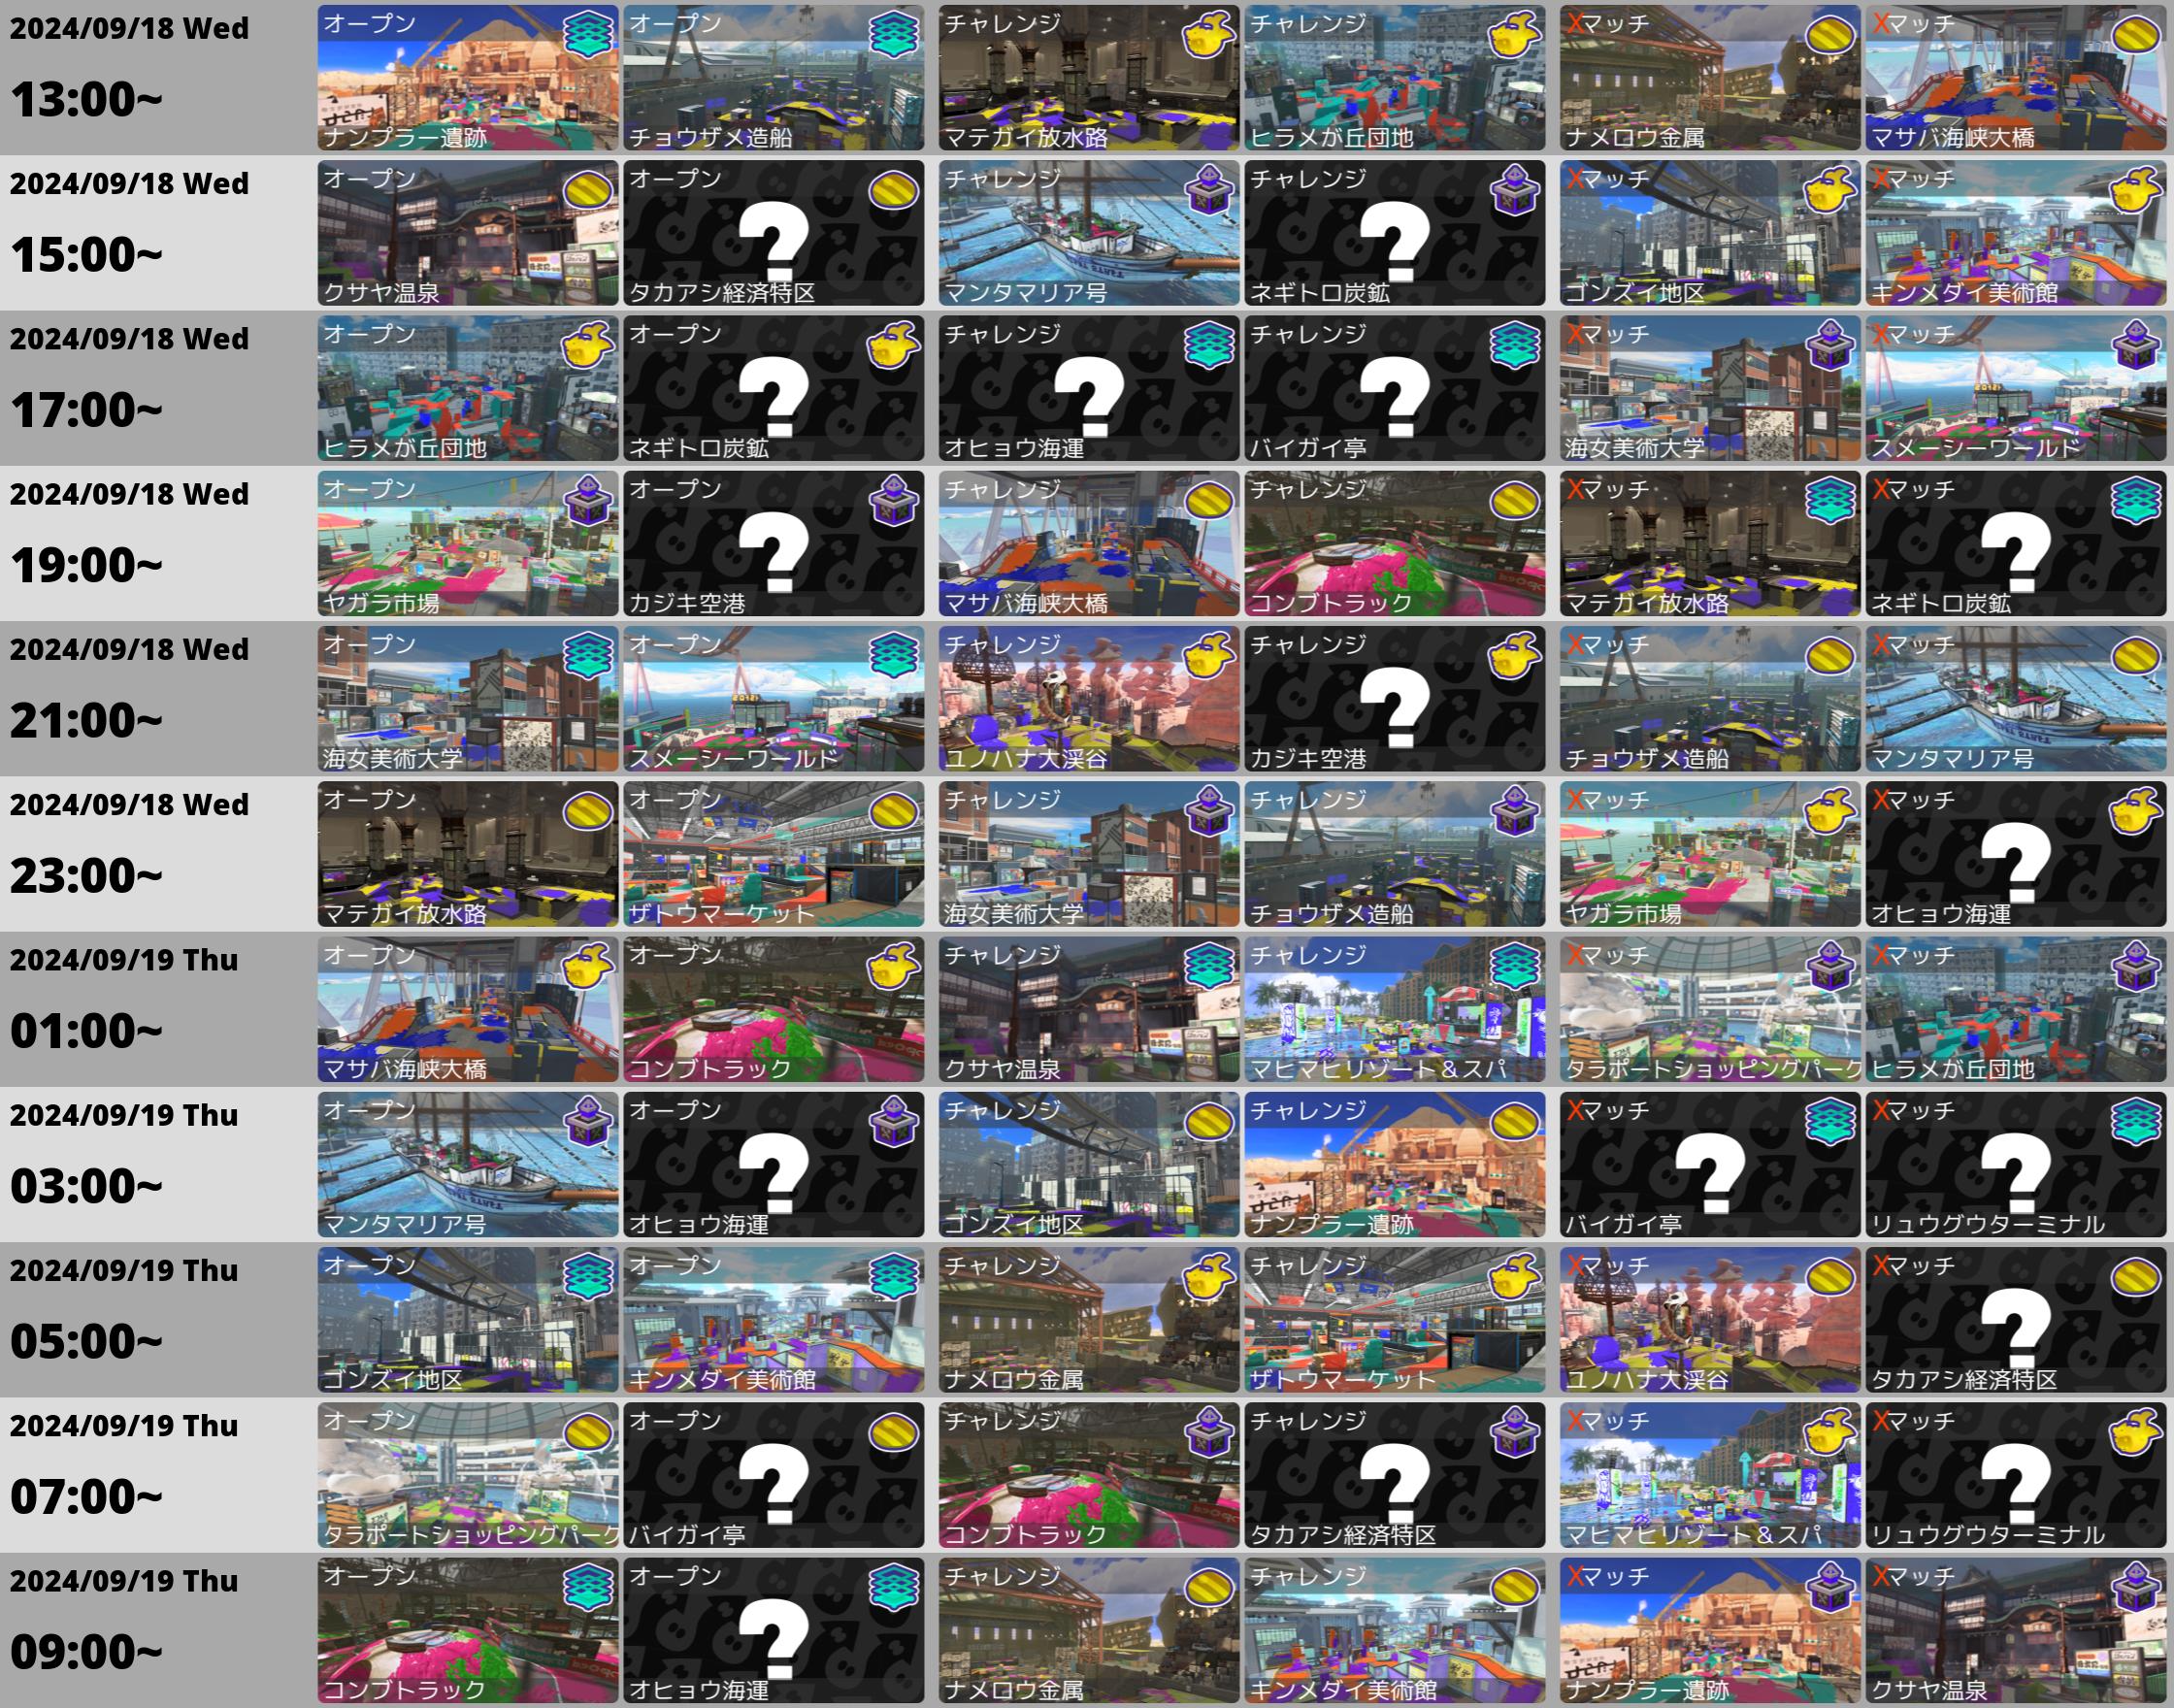 2024/09/18 Wed
13:00~
オープン オープン チャレンジ チャレンジ Xマッチ Xマッチ
ナンプラー遺跡 チョウザメ造船 マテガイ放水路 ヒラメが丘団地 ナメロウ金属 マサバ海峡大橋
2024/09/18 Wed
15:00~
オープン オープン チャレンジ チャレンジ Xマッチ Xマッチ
?
?
クサヤ温泉 タカアシ経済特区 マンタマリア号 ネギトロ炭鉱 ゴンズイ地区 キンメダイ美術館
2024/09/18 Wed
17:00~
オープン オープン チャレンジ チャレンジ Xマッチ Xマッチ
?
?
?
ヒラメが丘団地 ネギトロ炭鉱 オヒョウ海運 バイガイ亭 海女美術大学 スメーシーワールド
2024/09/18 Wed
19:00~
オープン オープン チャレンジ チャレンジ Xマッチ Xマッチ
?
?
ヤガラ市場 カジキ空港 マサバ海峡大橋 コンブトラック マテガイ放水路 ネギトロ炭鉱
2024/09/18 Wed
21:00~
オープン オープン チャレンジ チャレンジ Xマッチ Xマッチ
?
海女美術大学 スメーシーワールド ユノハナ大渓谷 カジキ空港 チョウザメ造船 マンタマリア号
2024/09/18 Wed
23:00~
オープン オープン チャレンジ チャレンジ Xマッチ Xマッチ
?
マテガイ放水路 ザトウマーケット 海女美術大学 チョウザメ造船 ヤガラ市場 オヒョウ海運
2024/09/19 Thu
01:00~
オープン オープン チャレンジ チャレンジ Xマッチ Xマッチ
マサバ海峡大橋 コンブトラック クサヤ温泉 マヒマヒリゾート＆スパ タラポートショッピングパーク ヒラメが丘団地
2024/09/19 Thu
03:00~
オープン オープン チャレンジ チャレンジ Xマッチ Xマッチ
?
?
?
マンタマリア号 オヒョウ海運 ゴンズイ地区 ナンプラー遺跡 バイガイ亭 リュウグウターミナル
2024/09/19 Thu
05:00~
オープン オープン チャレンジ チャレンジ Xマッチ Xマッチ
?
ゴンズイ地区 キンメダイ美術館 ナメロウ金属 ザトウマーケット ユノハナ大渓谷 タカアシ経済特区
2024/09/19 Thu
07:00~
オープン オープン チャレンジ チャレンジ Xマッチ Xマッチ
?
?
?
タラポートショッピングパーク バイガイ亭 コンブトラック タカアシ経済特区 マヒマヒリゾート＆スパ リュウグウターミナル
2024/09/19 Thu
09:00~
オープン オープン チャレンジ チャレンジ Xマッチ Xマッチ
?
コンブトラック オヒョウ海運 ナメロウ金属 キンメダイ美術館 ナンプラー遺跡 クサヤ温泉